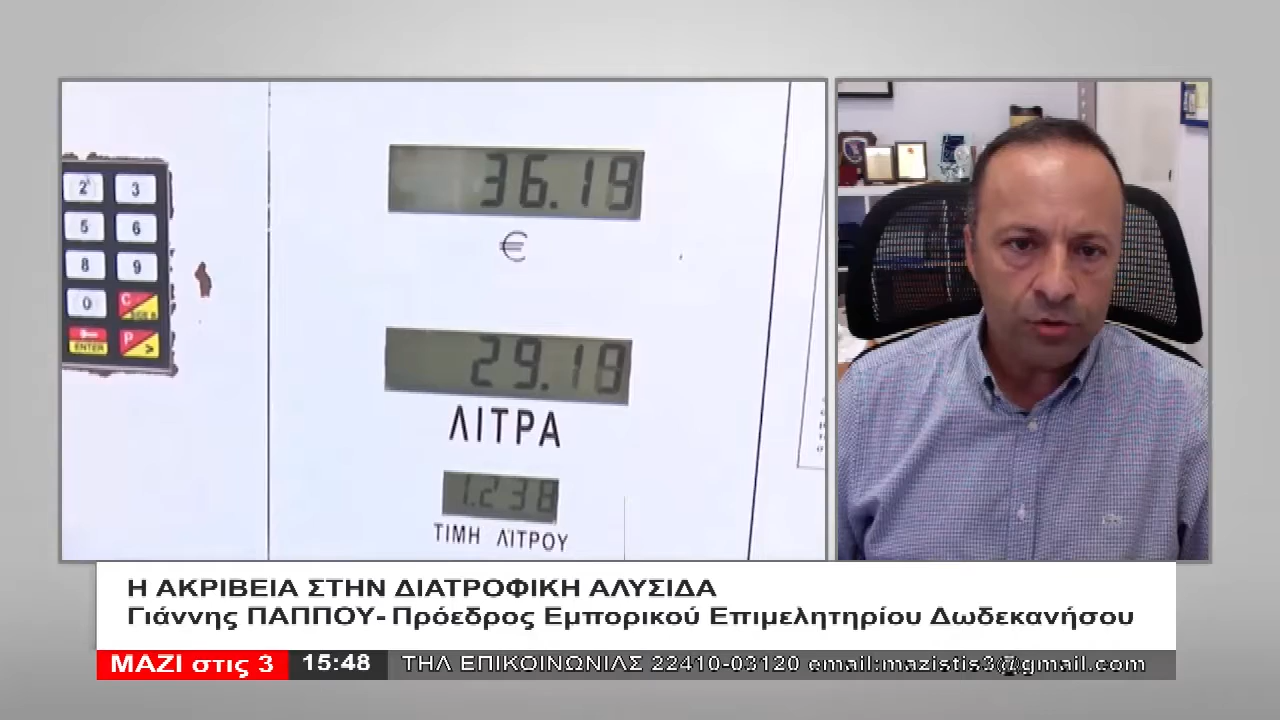 2 3
5 6
8 9
0 C
ENTER P
36.19
€
29.18
ΛΙΤΡΑ
1.238
ΤΙΜΗ ΛΙΤΡΟΥ
Η ΑΚΡΙΒΕΙΑ ΣΤΗΝ ΔΙΑΤΡΟΦΙΚΗ ΑΛΥΣΙΔΑ
Γιάννης ΠΑΠΠΟΥ- Πρόεδρος Εμπορικού Επιμελητηρίου Δωδεκανήσου
ΜΑΖΙ στις 3 15:48 ΤΗΛ ΕΠΙΚΟΙΝΩΝΙΑΣ 22410-03120 email:mazistis3@gmail.com